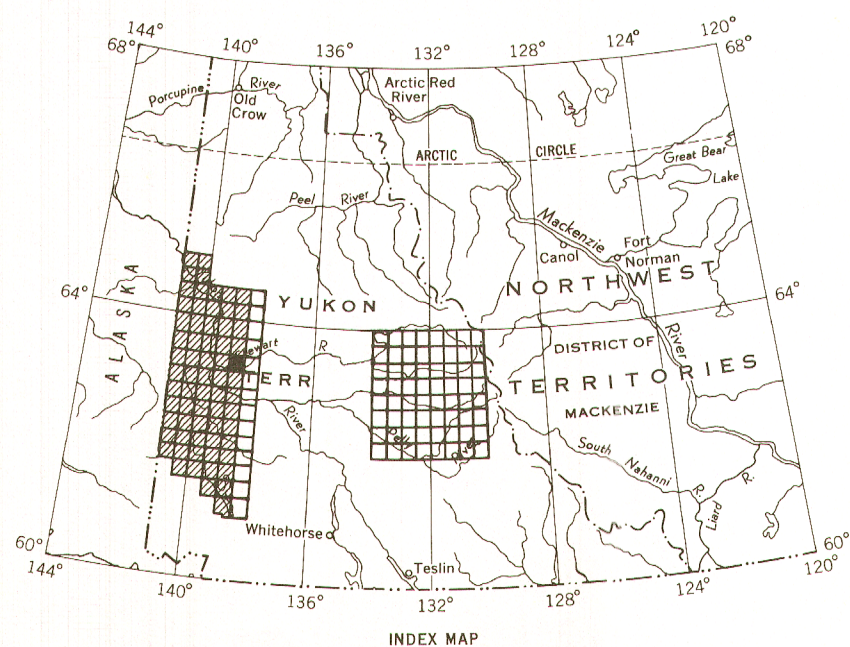 144°
140°
136°
132°
128°
124°
120°
68°
68°
Porcupine
River
Old
Crow
Arctic Red
River
ARCTIC
CIRCLE
Great Bear
Lake
Peel River
Mackenzie
Canol
Fort
Norman
NORTHWEST
64°
ALASKA
YUKON
64°
River
R.
DISTRICT OF
TERR
TERRITORIES
MACKENZIE
River
Pelly
River
South
Nahanni
R.
Liard
R.
Whitehorse
Teslin
60°
60°
144°
140°
136°
132°
128°
124°
120°
INDEX MAP